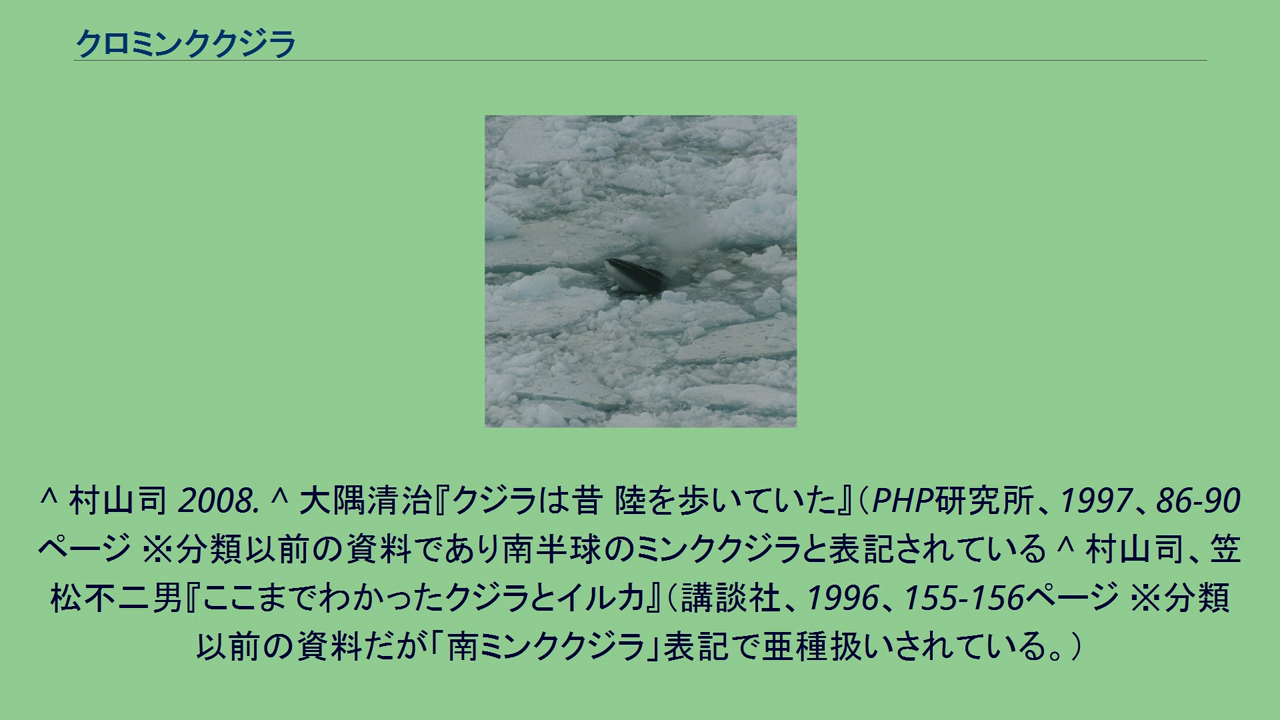 クロミンククジラ
^ 村山司 2008. ^ 大隅清治『クジラは昔 陸を歩いていた』（PHP研究所、1997、86-90
ページ ※分類以前の資料であり南半球のミンククジラと表記されている ^ 村山司、笠
松不二男『ここまでわかったクジラとイルカ』（講談社、1996、155-156ページ ※分類
以前の資料だが「南ミンククジラ」表記で亜種扱いされている。）